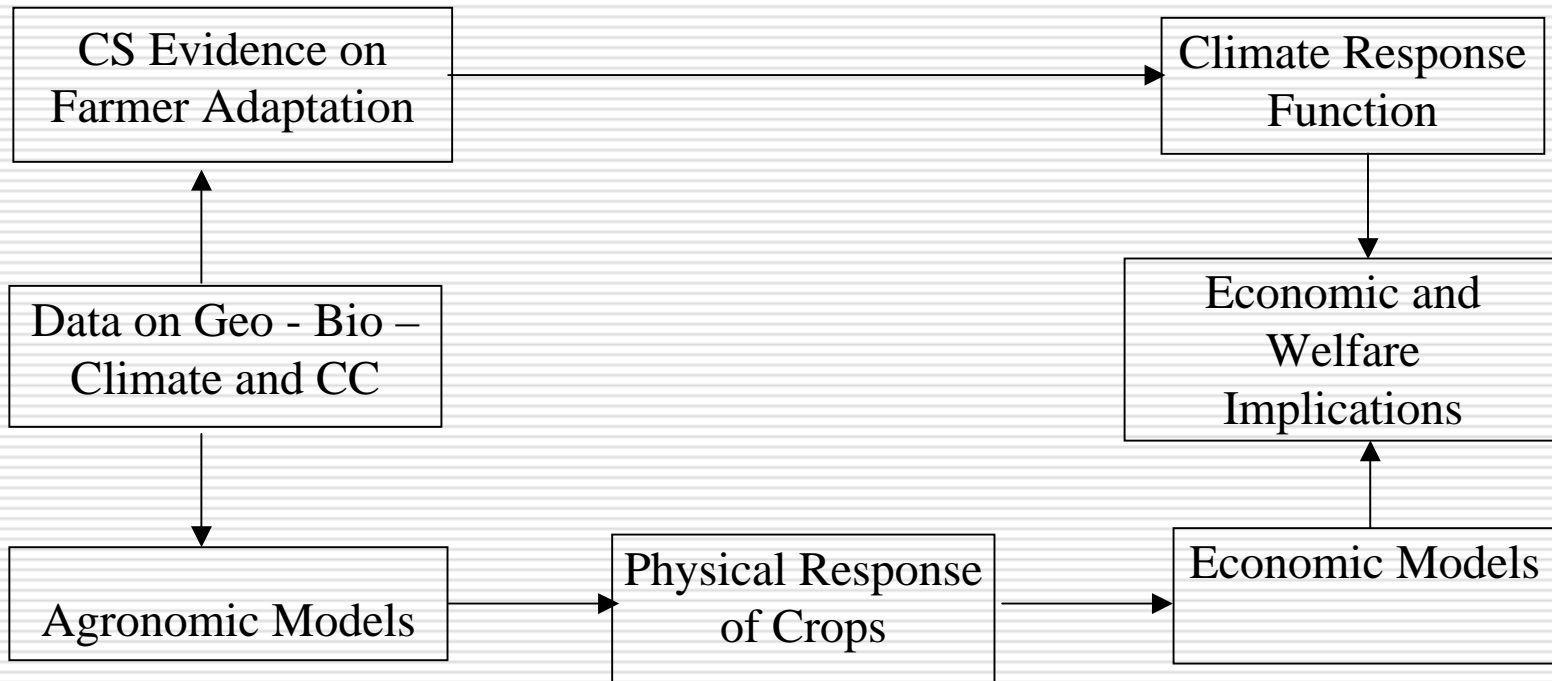 CS Evidence on
Farmer Adaptation
Climate Response
Function
Data on Geo - Bio –
Climate and CC
Economic and
Welfare
Implications
Agronomic Models
Physical Response
of Crops
Economic Models